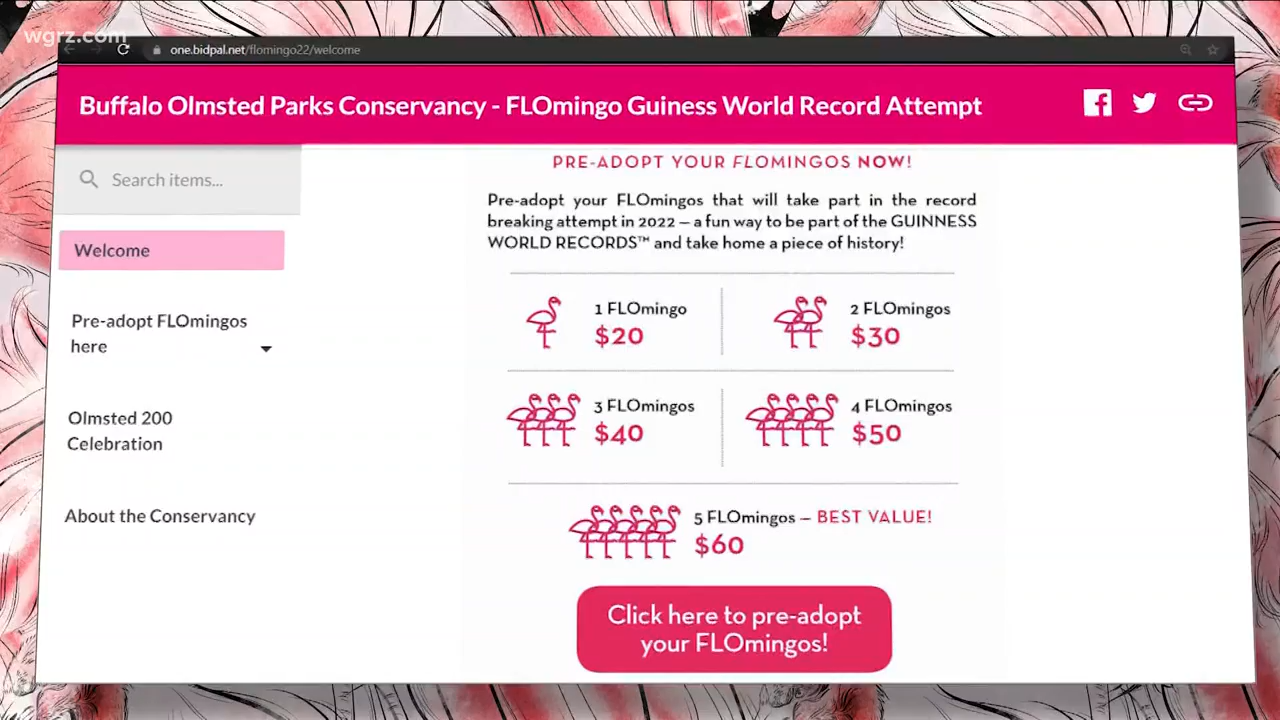 wgrz.com
one.bidpal.net/flomingo22/welcome
Buffalo Olmsted Parks Conservancy - FLOmingo Guiness World Record Attempt
Search items...
Welcome
Pre-adopt FLOmingos
here
Olmsted 200
Celebration
About the Conservancy
PRE-ADOPT YOUR FLOMINGOS NOW!
Pre-adopt your FLOmingos that will take part in the record
breaking attempt in 2022 – a fun way to be part of the GUINNESS
WORLD RECORDS™ and take home a piece of history!
1 FLOmingo
$20
2 FLOmingos
$30
3 FLOmingos
$40
4 FLOmingos
$50
5 FLOmingos – BEST VALUE!
$60
Click here to pre-adopt
your FLOmingos!